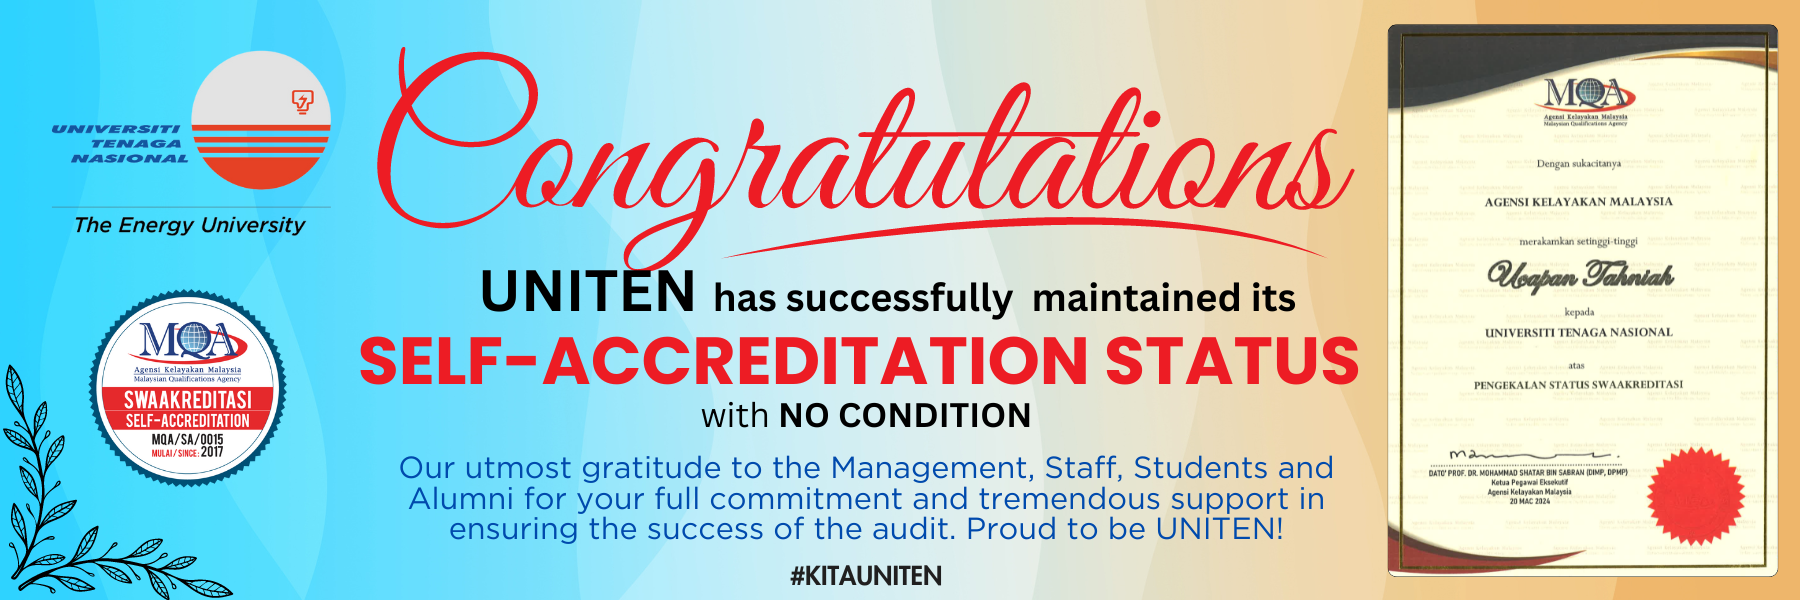 UNIVERSITI
TENAGA
NASIONAL
The Energy University
MQA
Agensi Kelayakan Malaysia
Malaysian Qualifications Agency
SWAAKREDITASI
SELF-ACCREDITATION
MQA/SA/0015
MULAI/SINCE: 2017
Congratulations
UNITEN has successfully maintained its
SELF-ACCREDITATION STATUS
with NO CONDITION
Our utmost gratitude to the Management, Staff, Students and
Alumni for your full commitment and tremendous support in
ensuring the success of the audit. Proud to be UNITEN!
#KITAUNITEN
MQA
Agensi Kelayakan Malaysia
Malaysian Qualifications Agency
Dengan sukacitanya
AGENSI KELAYAKAN MALAYSIA
merakamkan setinggi-tinggi
Ucapan Tahniah
kepada
UNIVERSITI TENAGA NASIONAL
atas
PENGEKALAN STATUS SWAAKREDITASI
DATO' PROF. DR. MOHAMMAD SHATAR BIN SABRAN (DIMP, DPMP)
Ketua Pegawai Eksekutif
Agensi Kelayakan Malaysia
20 MAC 2024